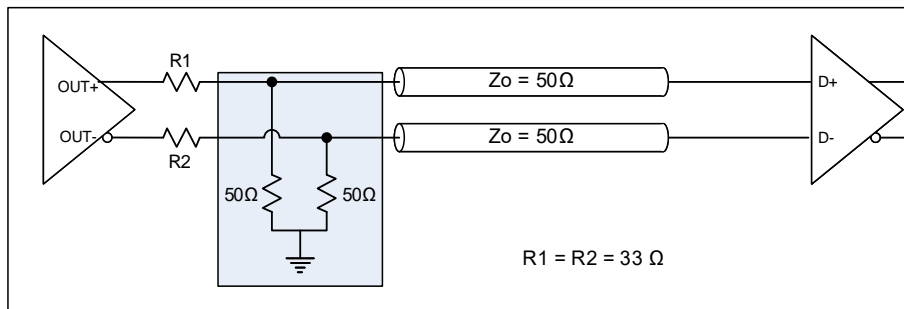 R1
OUT+
Zo = 50Ω
D+
OUT-
Zo = 50Ω
D-
R2
50Ω
50Ω
R1 = R2 = 33 Ω